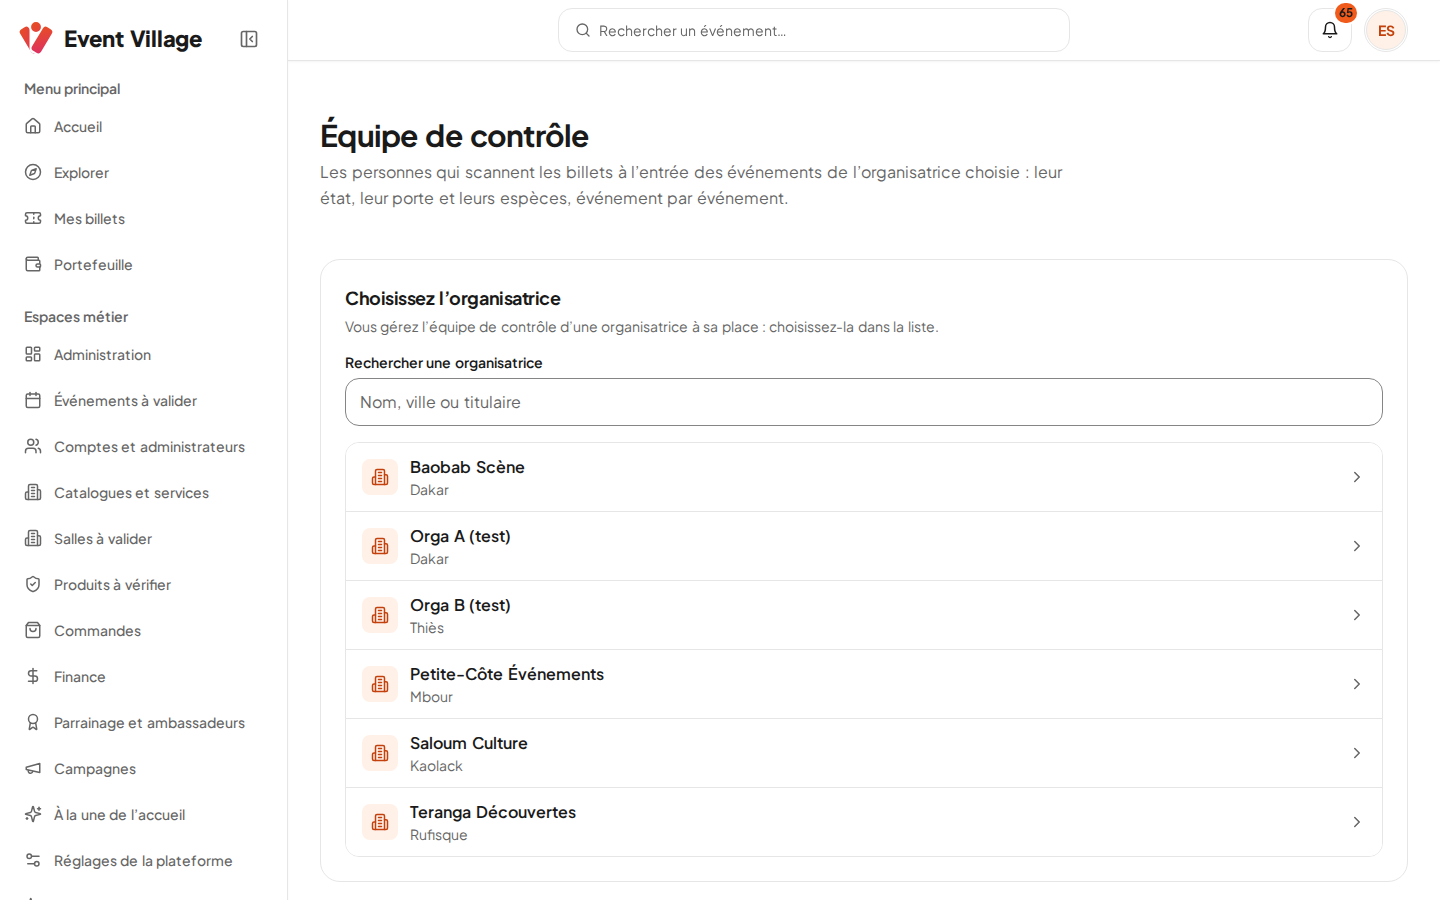 Event Village
Rechercher un événement...
65
ES
Menu principal
Accueil
Explorer
Mes billets
Portefeuille
Espaces métier
Administration
Événements à valider
Comptes et administrateurs
Catalogues et services
Salles à valider
Produits à vérifier
Commandes
Finance
Parrainage et ambassadeurs
Campagnes
À la une de l'accueil
Réglages de la plateforme
Équipe de contrôle
Les personnes qui scannent les billets à l'entrée des événements de l'organisatrice choisie : leur
état, leur porte et leurs espèces, événement par événement.
Choisissez l'organisatrice
Vous gérez l'équipe de contrôle d'une organisatrice à sa place : choisissez-la dans la liste.
Rechercher une organisatrice
Nom, ville ou titulaire
Baobab Scène
Dakar
Orga A (test)
Dakar
Orga B (test)
Thiès
Petite-Côte Événements
Mbour
Saloum Culture
Kaolack
Teranga Découvertes
Rufisque